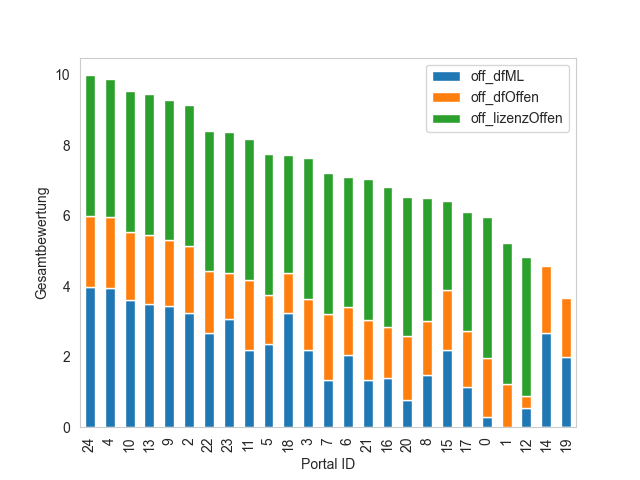 off_dfML
off_dfOffen
off_lizenzOffen
Gesamtbewertung
10
8
6
4
2
0
24 4 10 13 9 2 22 23 11 5 18 3 7 6 21 16 20 8 15 17 0 1 12 14 19
Portal ID